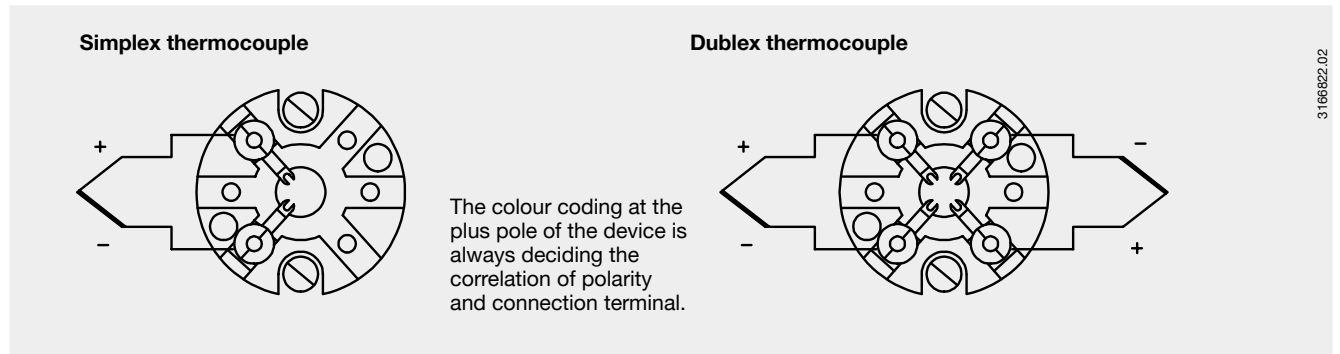 Simplex thermocouple
Dublex thermocouple
3166822.02
+
–
The colour coding at the
plus pole of the device is
always deciding the
correlation of polarity
and connection terminal.
+
–
–
+